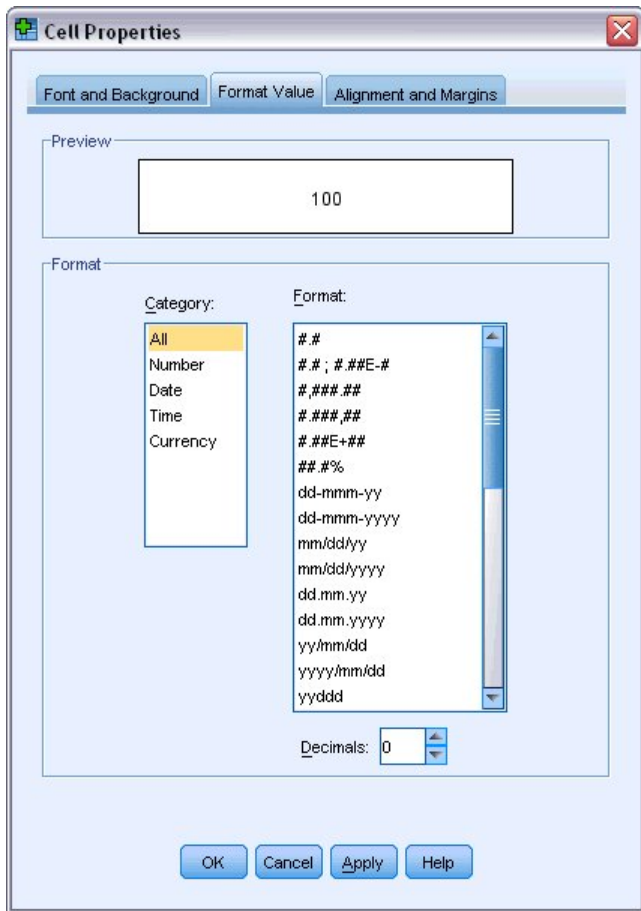 Cell Properties
Font and Background
Format Value
Alignment and Margins
Preview
100
Format
Category:
All
Number
Date
Time
Currency
Format:
#.#
#.# ; #.##E-#
#,###.##
#.###,##
#.##E+##
##.#%
dd-mmm-yy
dd-mmm-yyyy
mm/dd/yy
mm/dd/yyyy
dd.mm.yy
dd.mm.yyyy
yy/mm/dd
yyyy/mm/dd
yyddd
Decimals: 0
OK
Cancel
Apply
Help